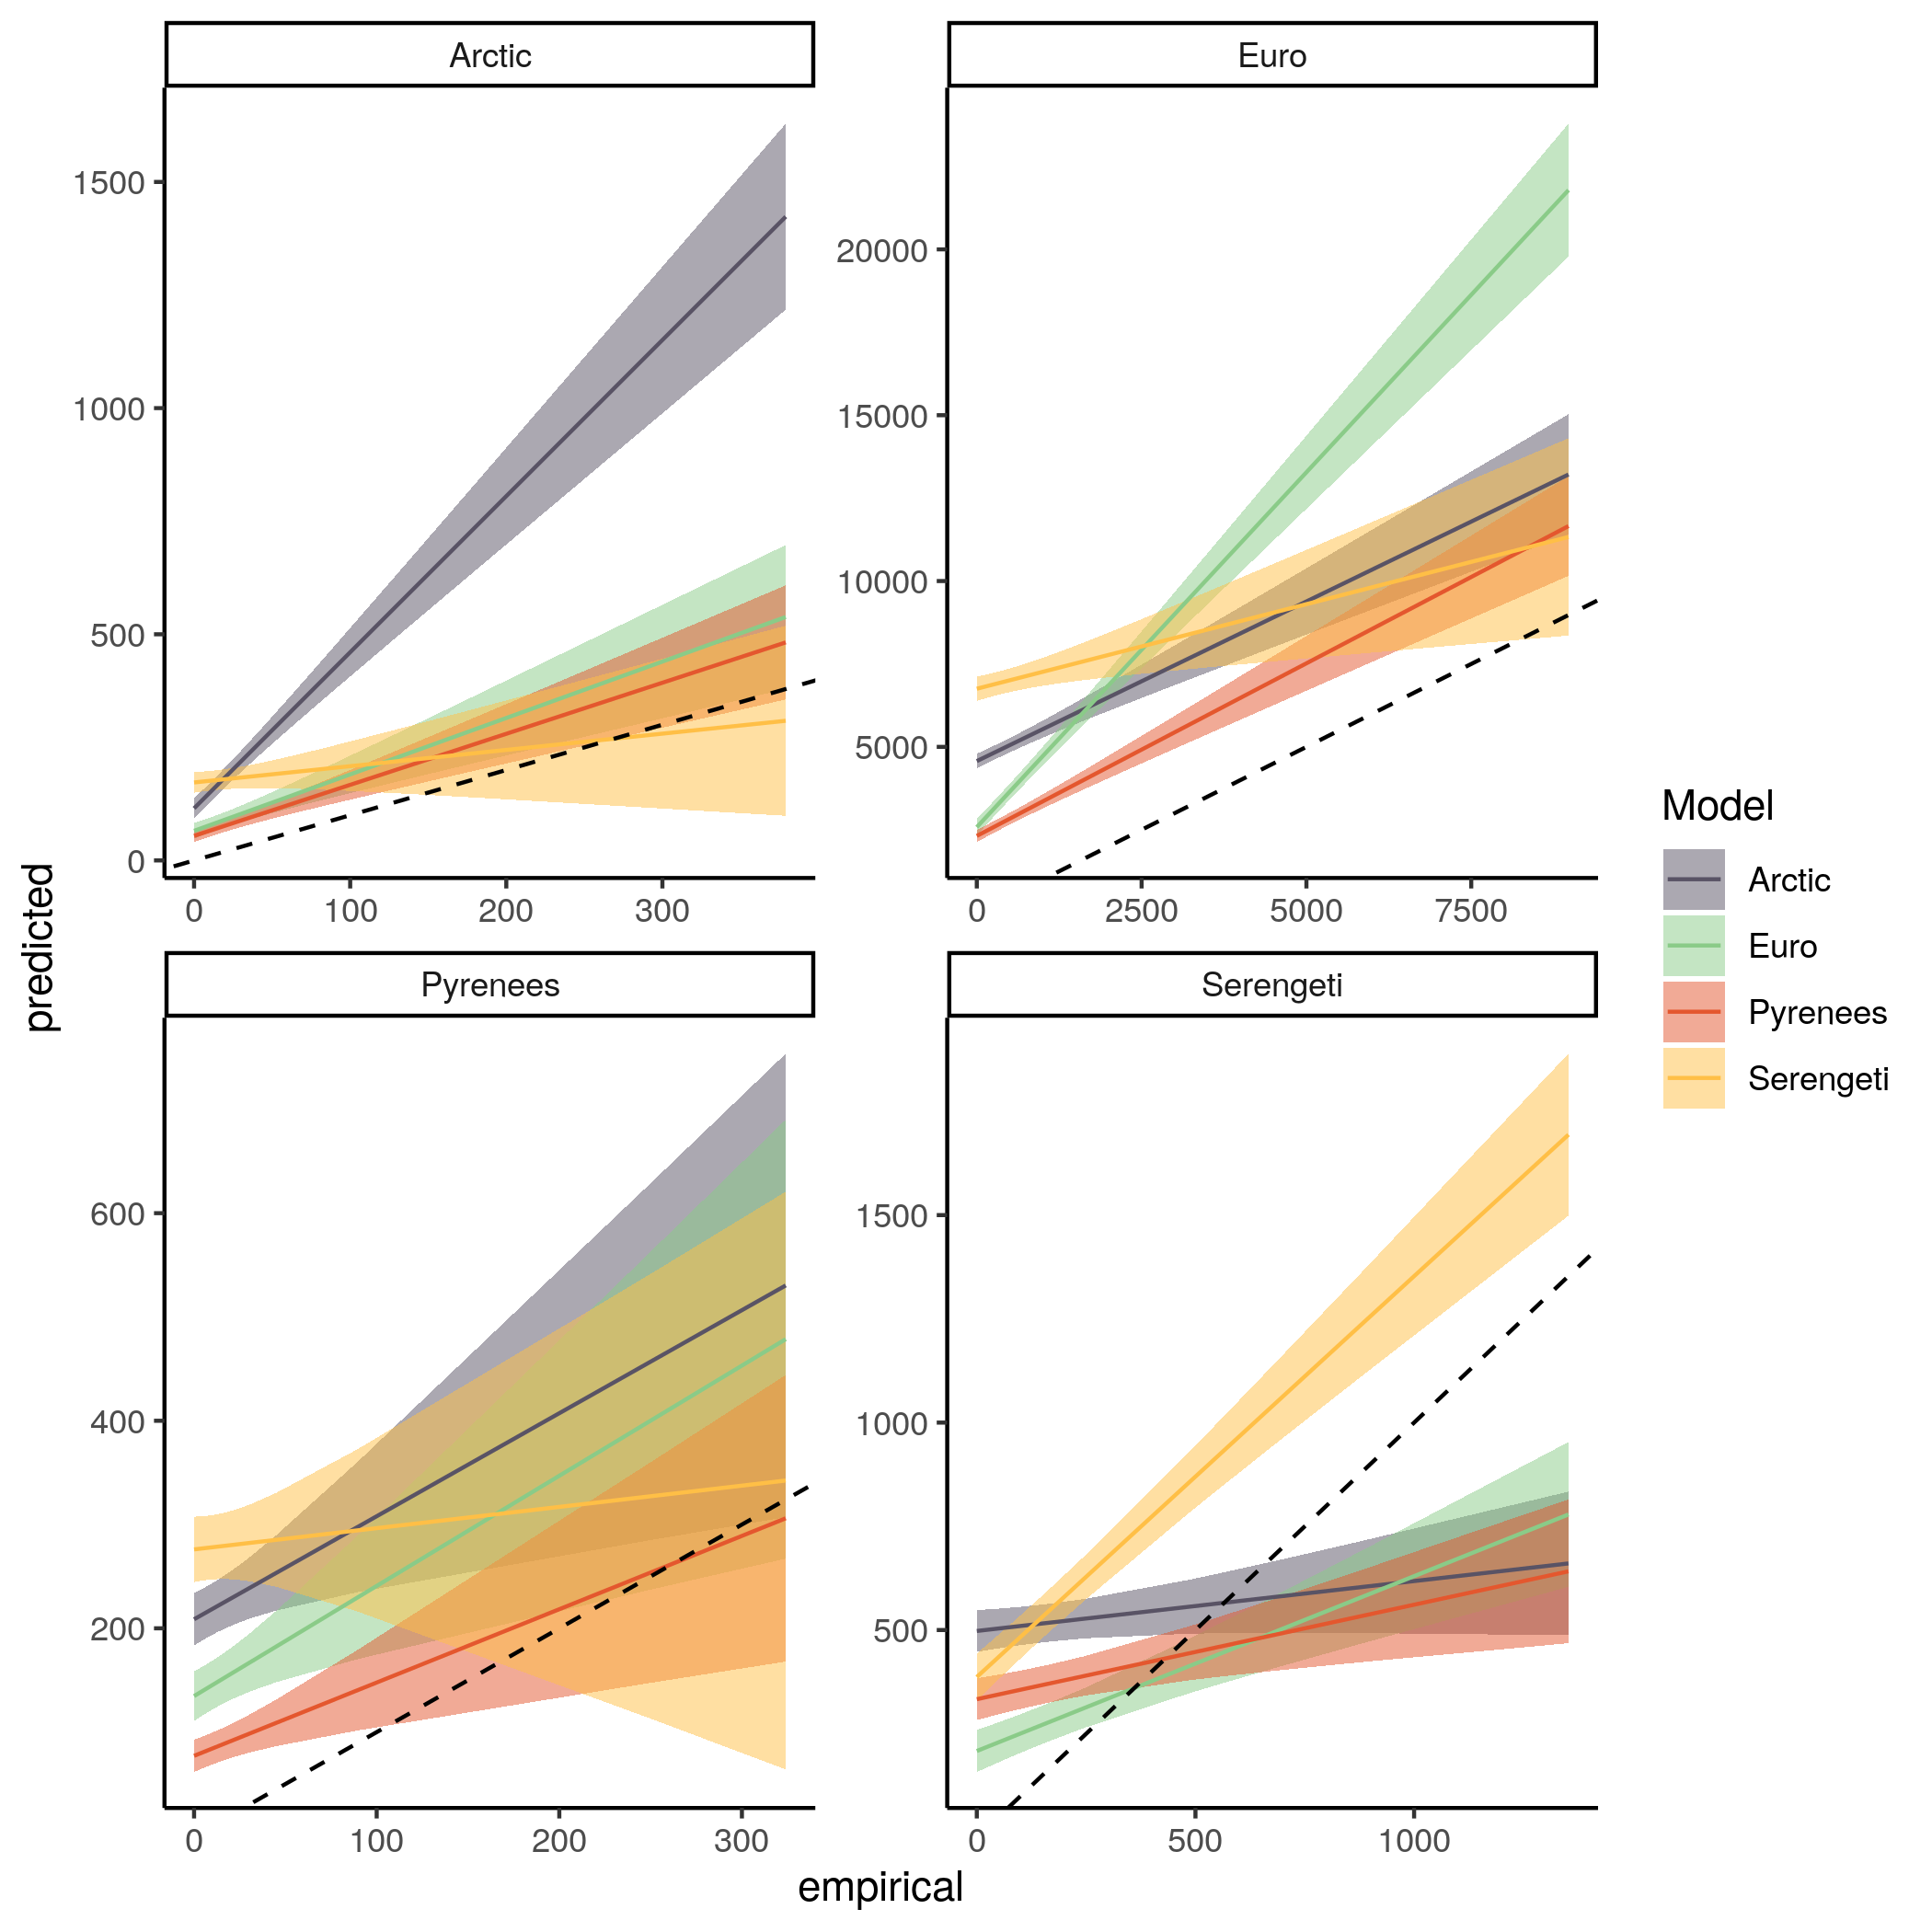 Arctic
Euro
1500
1000
500
0
20000
15000
10000
5000
0 100 200 300
0 2500 5000 7500
predicted
Pyrenees
Serengeti
600
400
200
1500
1000
500
0 100 200 300
0 500 1000
empirical
Model
Arctic
Euro
Pyrenees
Serengeti